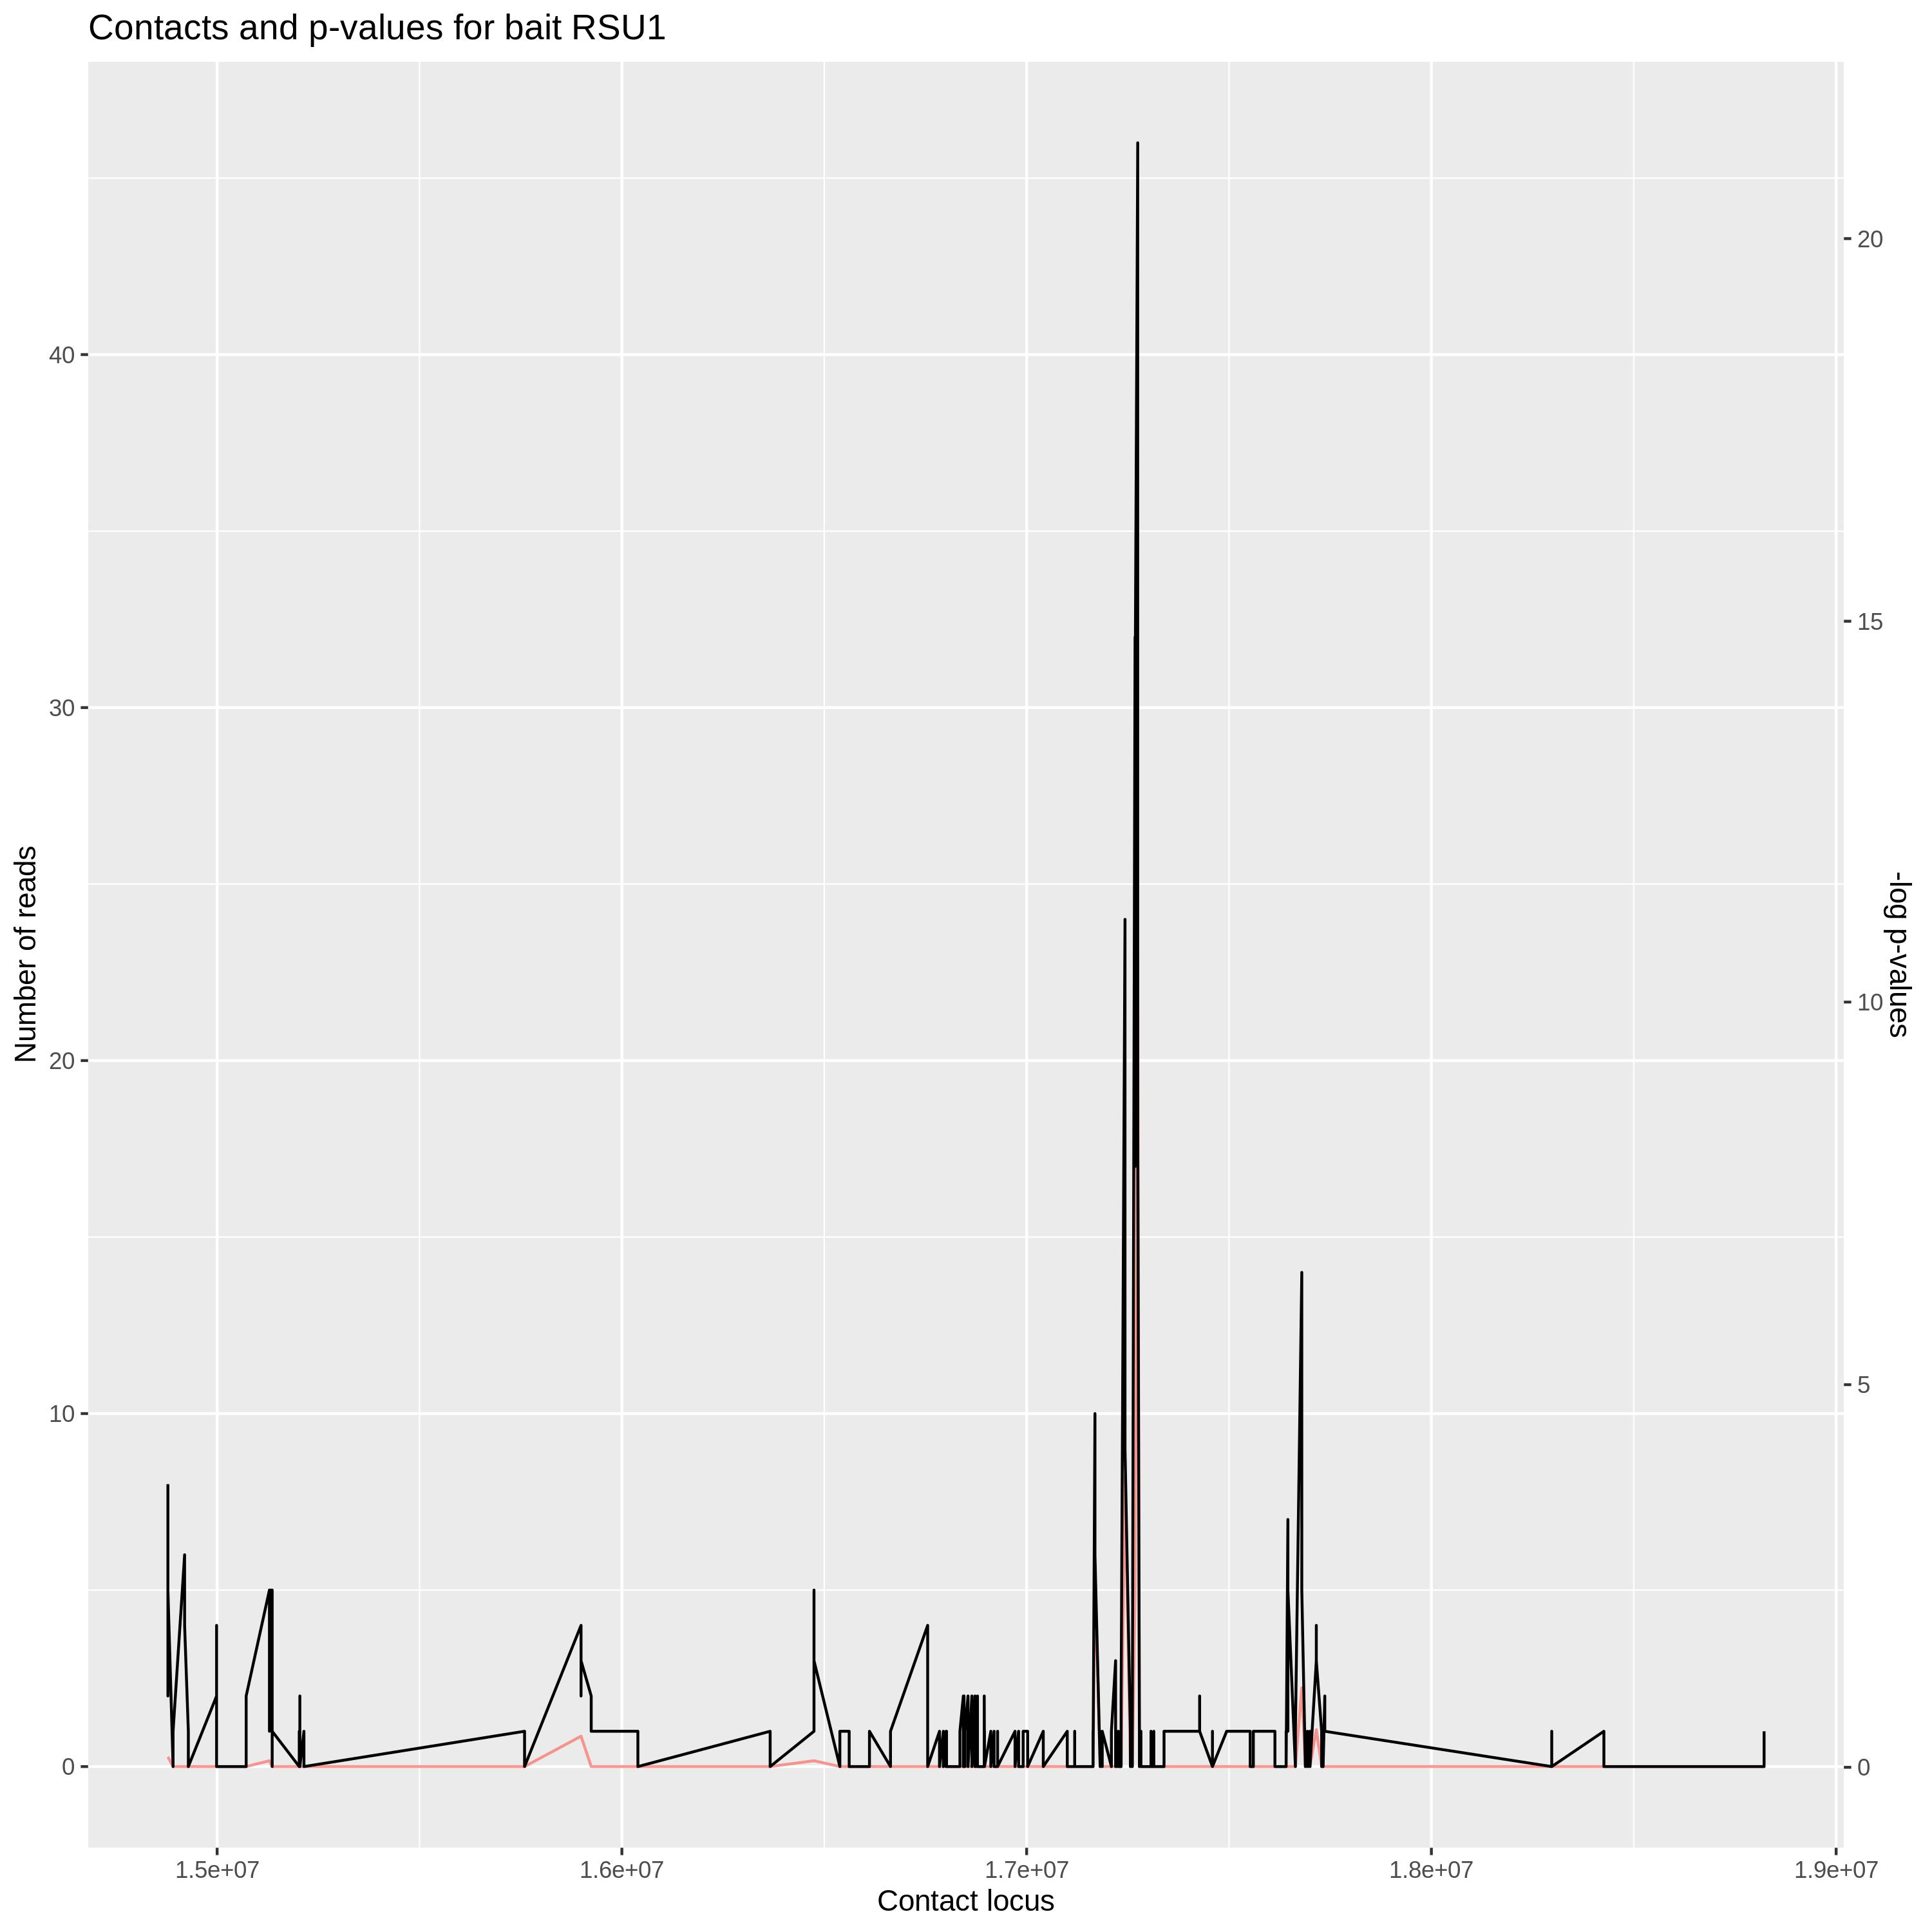 Contacts and p-values for bait RSU1
Number of reads
40
30
20
10
0
20
15
10
5
0
-log p-values
1.5e+07
1.6e+07
1.7e+07
1.8e+07
1.9e+07
Contact locus